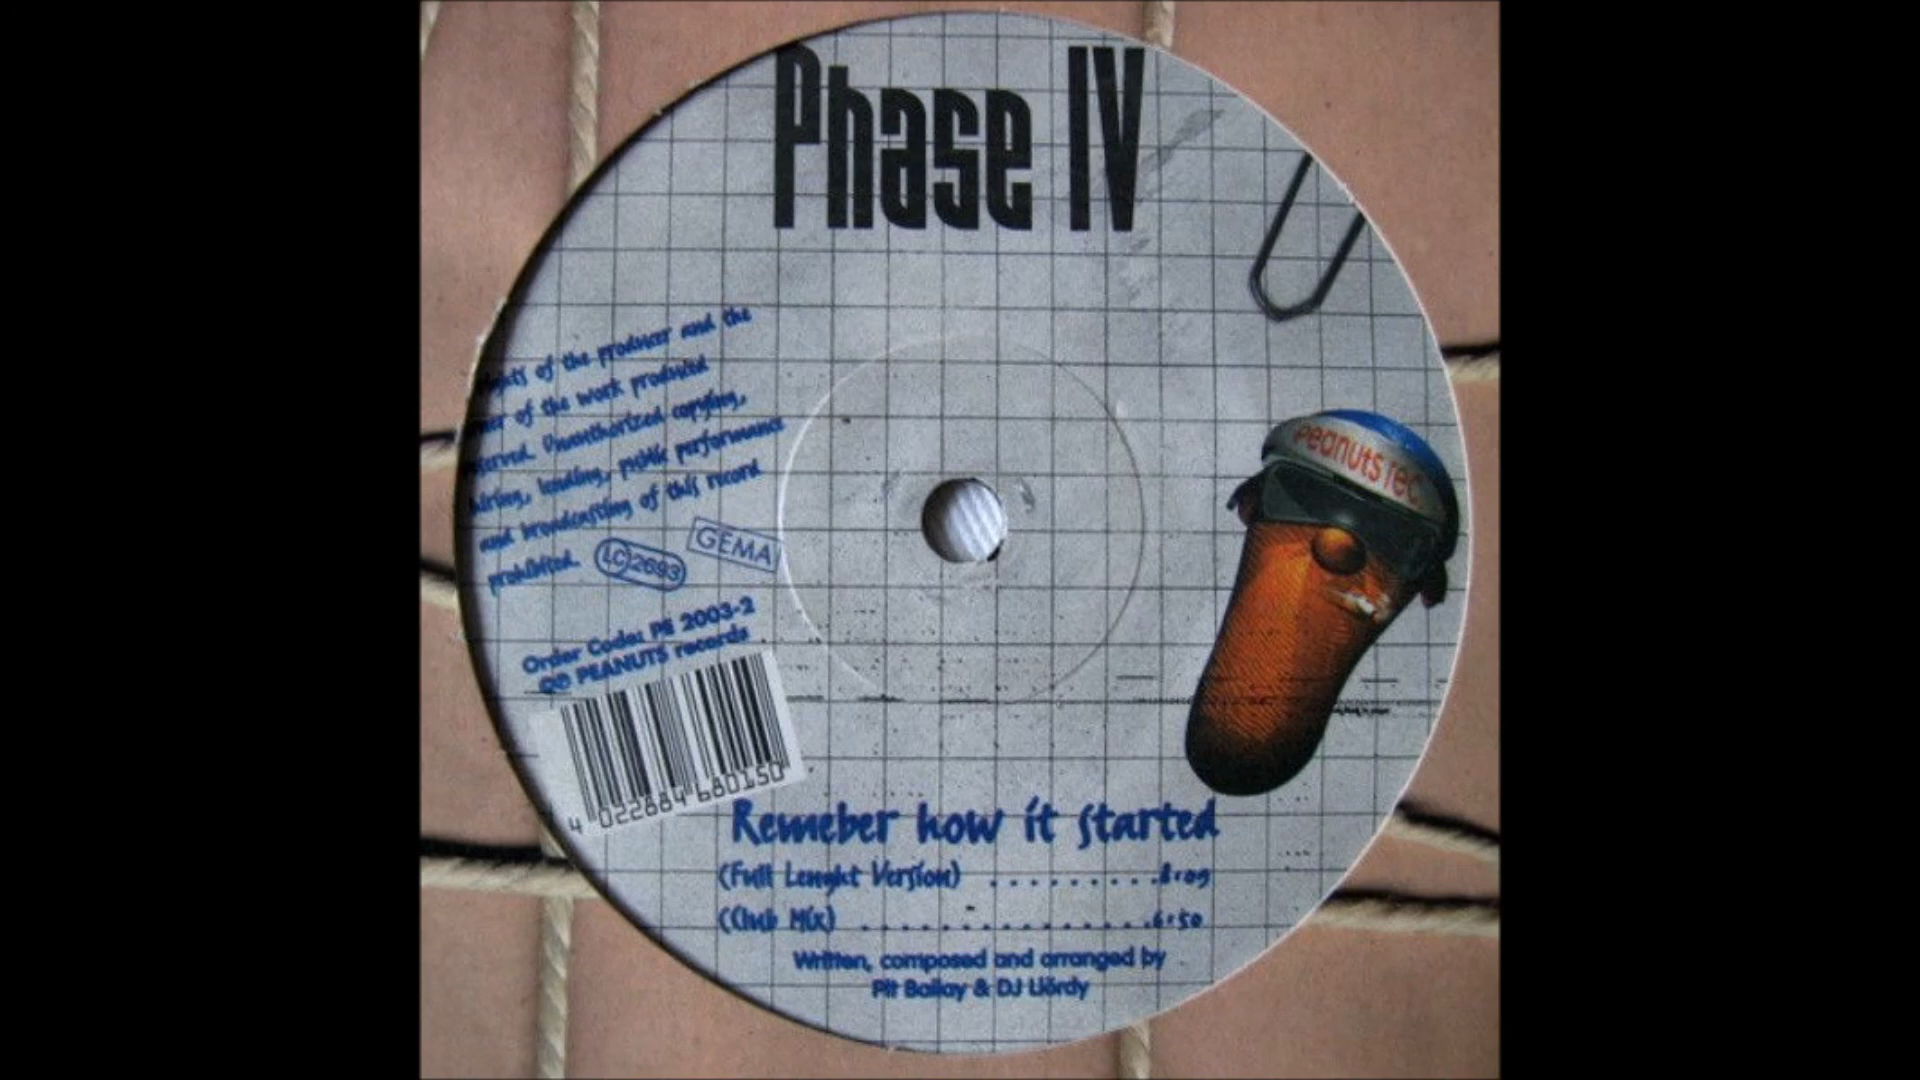 Phase IV
of the producer and the
of the work produced
Unauthorized copying,
hiring, lending, public performance
and broadcasting of this record
prohibited.
LC 2693
GEMA
Order Code: 2003-2
PEANUTS records
4 022884 680150
peanuts rec.
Remeber how it started
(Full Lenght Version) . . . . . . . . . 8:09
(Club Mix) . . . . . . . . . . . . . . . 6:50
Written, composed and arranged by
Pit Bailay & DJ Llördy